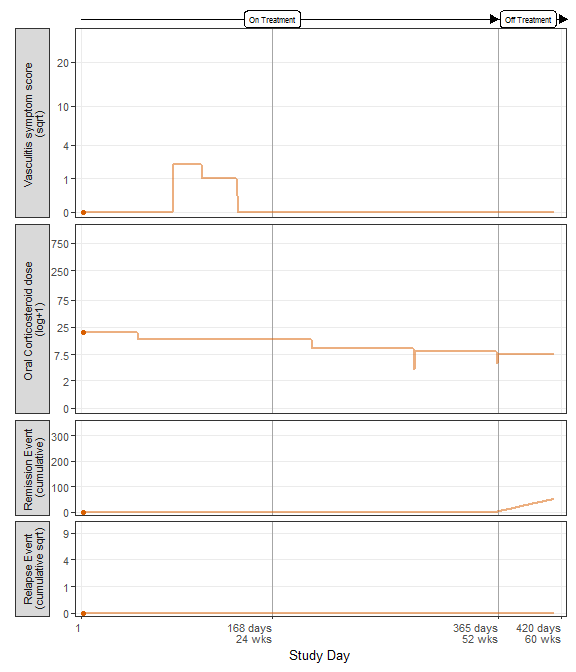 On Treatment
Off Treatment
Vasculitis symptom score
(sqrt)
20
10
4
1
0
Oral Corticosteroid dose
(log+1)
750
250
75
25
7.5
2
0
Remission Event
(cumulative)
300
200
100
0
Relapse Event
(cumulative sqrt)
9
4
1
0
1
168 days
24 wks
365 days
52 wks
420 days
60 wks
Study Day